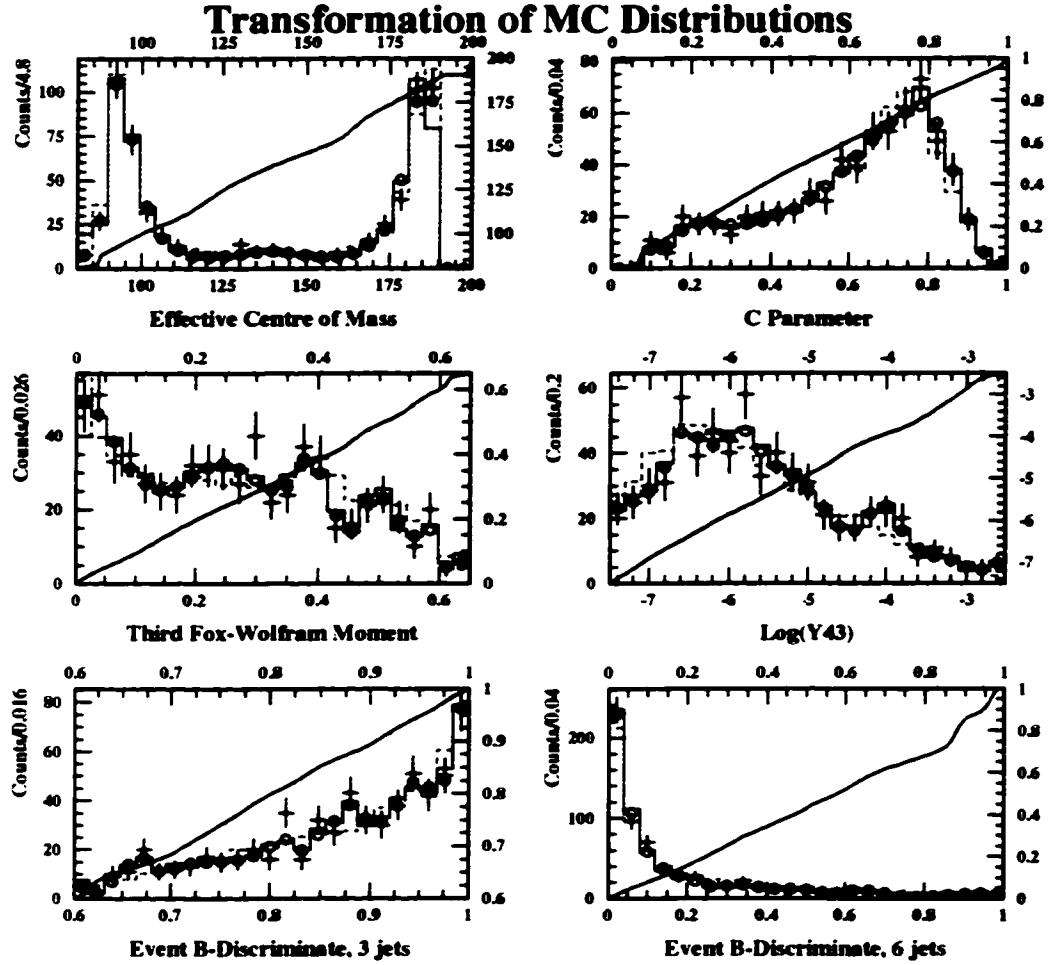 Transformation of MC Distributions
100 125 150 175 200
Counts/4.8
100
75
50
25
0
200
175
150
125
100
100 125 150 175 200
Effective Centre of Mass
0 0.2 0.4 0.6 0.8 1
Counts/0.04
80
60
40
20
0
1
0.8
0.6
0.4
0.2
0
0 0.2 0.4 0.6 0.8 1
C Parameter
0 0.2 0.4 0.6
Counts/0.026
40
20
0
0.6
0.4
0.2
0
0 0.2 0.4 0.6
Third Fox-Wolfram Moment
-7 -6 -5 -4 -3
Counts/0.2
60
40
20
0
-3
-4
-5
-6
-7
-7 -6 -5 -4 -3
Log(Y43)
0.6 0.7 0.8 0.9 1
Counts/0.016
80
60
40
20
0
1
0.9
0.8
0.7
0.6
0.6 0.7 0.8 0.9 1
Event B-Discriminate, 3 jets
0 0.2 0.4 0.6 0.8 1
Counts/0.04
200
100
0
1
0.8
0.6
0.4
0.2
0
0 0.2 0.4 0.6 0.8 1
Event B-Discriminate, 6 jets